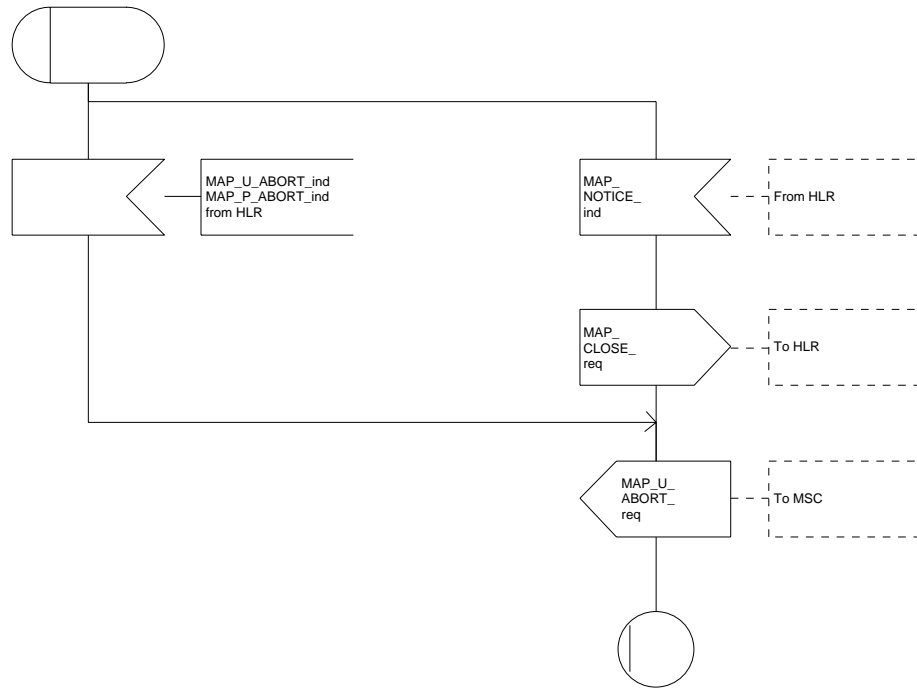 MAP_U_ABORT_ind
MAP_P_ABORT_ind
from HLR
MAP_
NOTICE_
ind
From HLR
MAP_
CLOSE_
req
To HLR
MAP_U_
ABORT_
req
To MSC